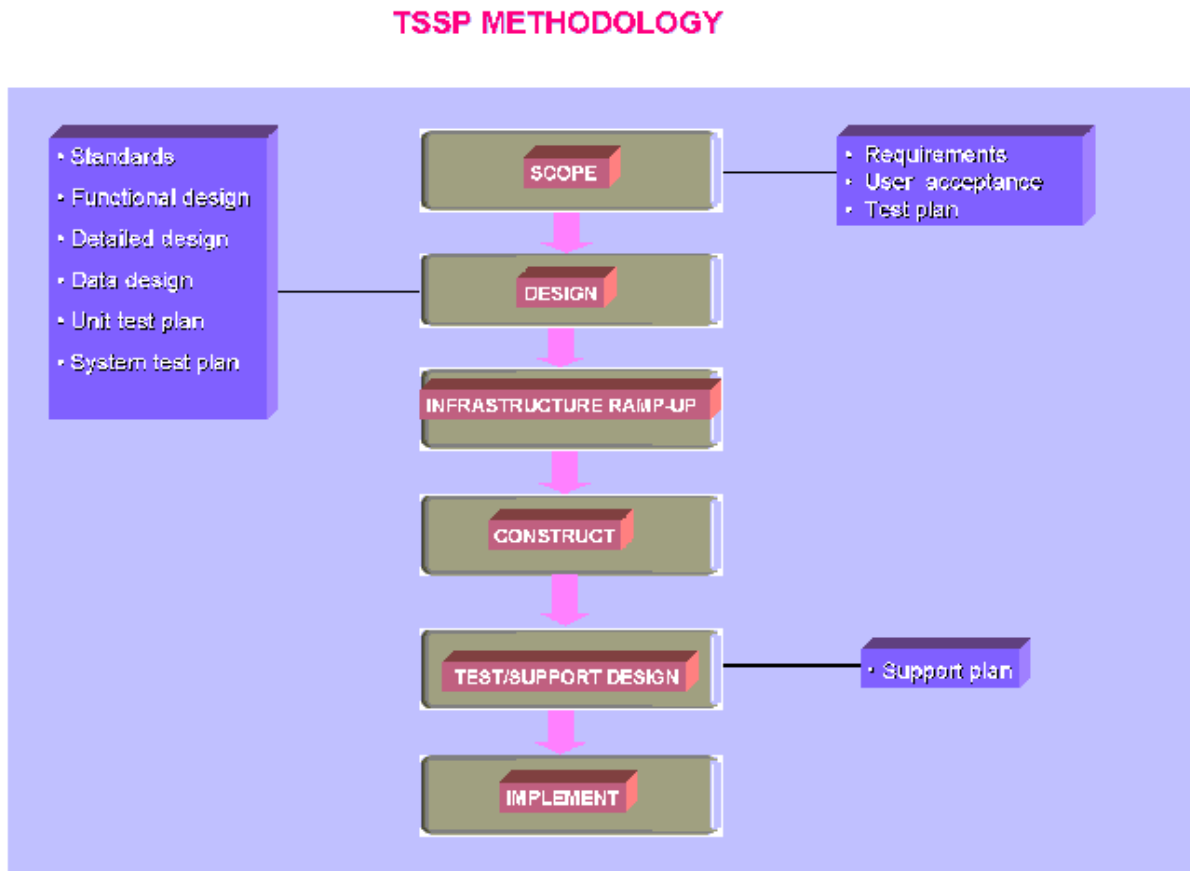 TSSP METHODOLOGY
• Standards
• Functional design
• Detailed design
• Data design
• Unit test plan
• System test plan
SCOPE
• Requirements
• User acceptance
• Test plan
DESIGN
INFRASTRUCTURE RAMP-UP
CONSTRUCT
TEST/SUPPORT DESIGN
• Support plan
IMPLEMENT